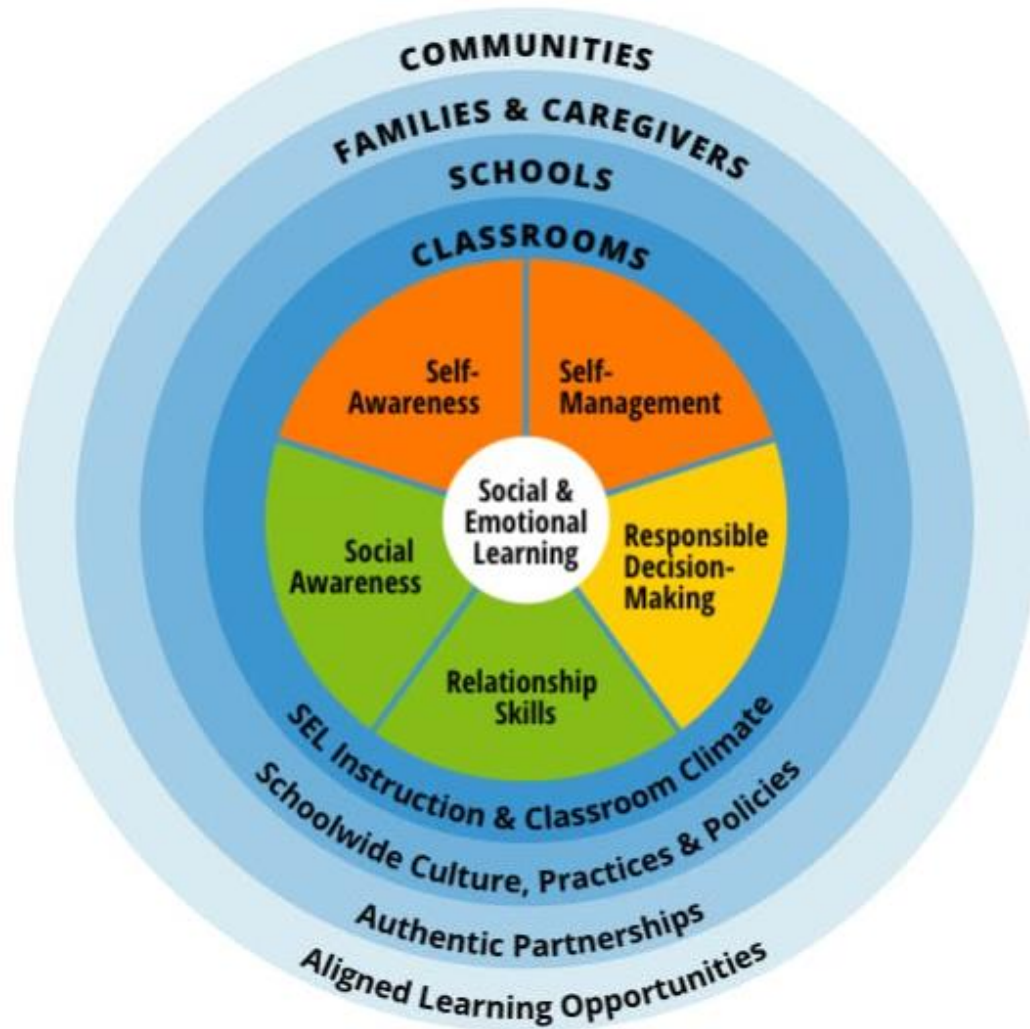 COMMUNITIES
FAMILIES & CAREGIVERS
SCHOOLS
CLASSROOMS
Self-
Awareness
Self-
Management
Social &
Emotional
Learning
Social
Awareness
Responsible
Decision-
Making
Relationship
Skills
SEL Instruction & Classroom Climate
Schoolwide Culture, Practices & Policies
Authentic Partnerships
Aligned Learning Opportunities